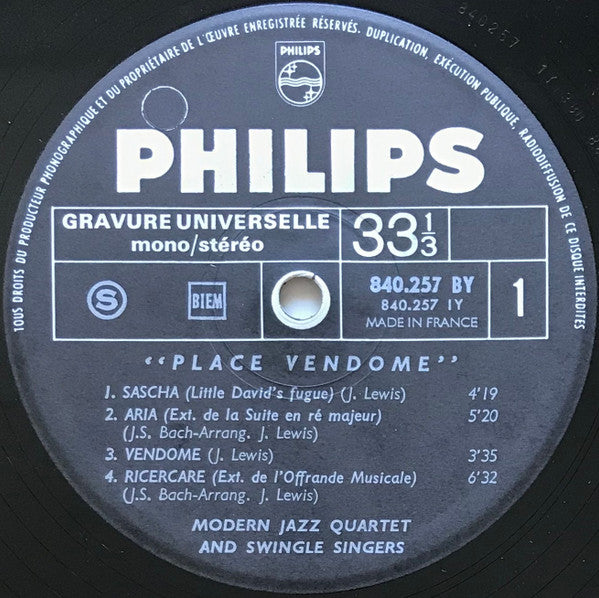 TOUS DROITS DU PRODUCTEUR PHONOGRAPHIQUE ET DU PROPRIÉTAIRE DE L'ŒUVRE ENREGISTRÉE RÉSERVÉS. DUPLICATION, EXÉCUTION PUBLIQUE, RADIODIFFUSION DE CE DISQUE INTERDITES
PHILIPS
PHILIPS
GRAVURE UNIVERSELLE
mono/stéréo
33 1/3
S
BIEM
840.257 BY
840.257 IY
MADE IN FRANCE
1
“PLACE VENDOME”
1. SASCHA (Little David's fugue) (J. Lewis) 4'19
2. ARIA (Ext. de la Suite en ré majeur) 5'20
(J.S. Bach-Arrang. J. Lewis)
3. VENDOME (J. Lewis) 3'35
4. RICERCARE (Ext. de l'Offrande Musicale) 6'32
(J.S. Bach-Arrang. J. Lewis)
MODERN JAZZ QUARTET
AND SWINGLE SINGERS
840257